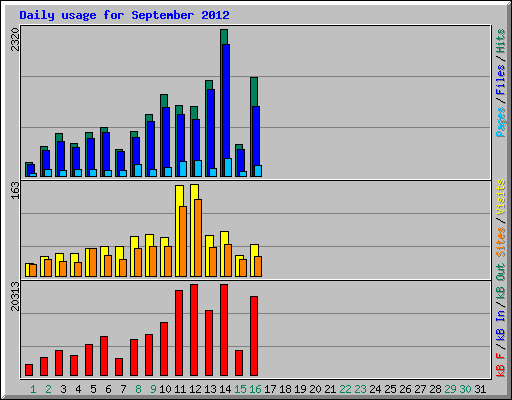 Daily usage for September 2012
2320
163
20313
Pages / Files / Hits
Sites / Visits
kB F / kB In / kB Out
1 2 3 4 5 6 7 8 9 10 11 12 13 14 15 16 17 18 19 20 21 22 23 24 25 26 27 28 29 30 31